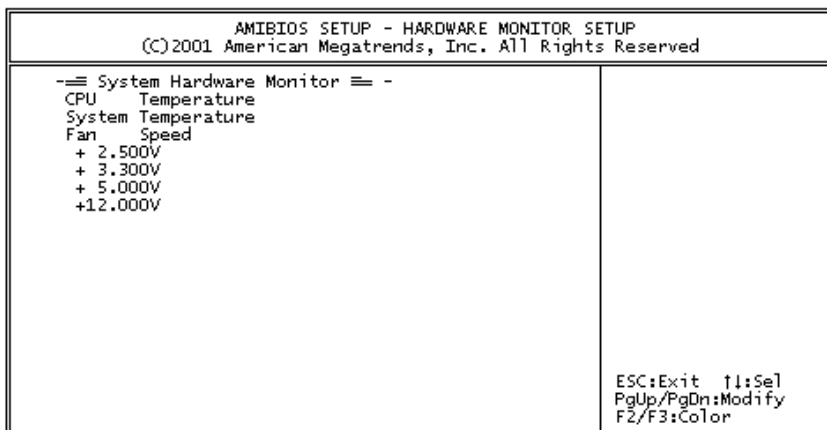 AMIBIOS SETUP - HARDWARE MONITOR SETUP
(C)2001 American Megatrends, Inc. All Rights Reserved
-== System Hardware Monitor == -
CPU Temperature
System Temperature
Fan Speed
+ 2.500V
+ 3.300V
+ 5.000V
+12.000V
ESC:Exit ↑↓:Sel
PgUp/PgDn:Modify
F2/F3:Color